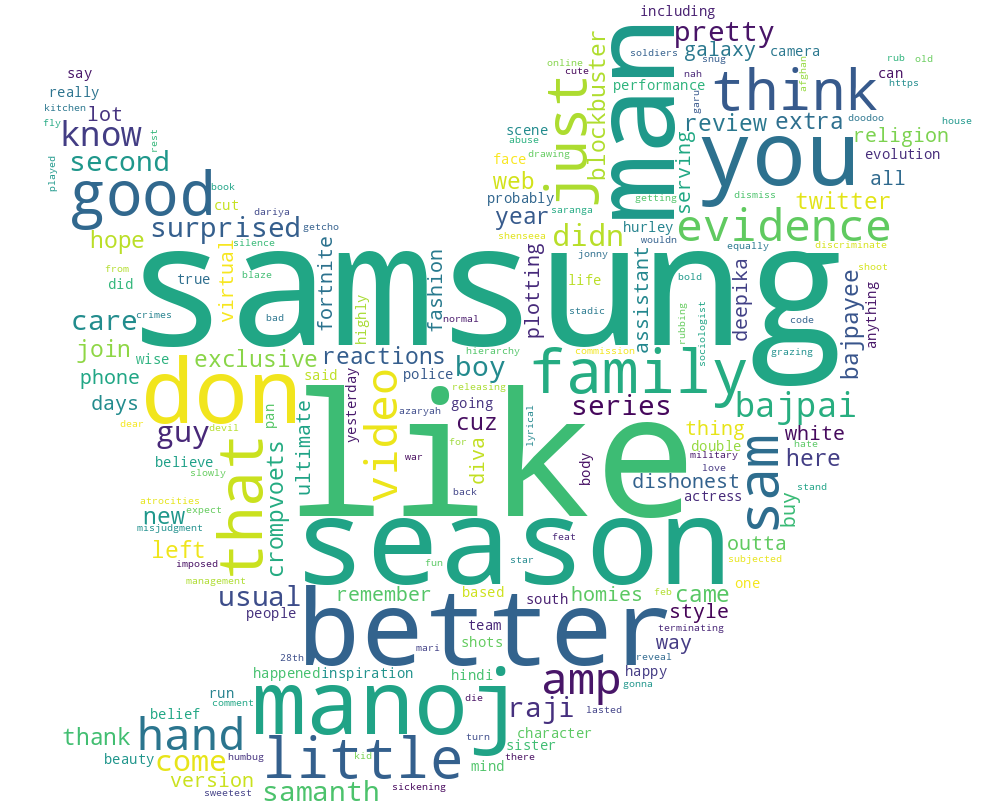 including
pretty
say
really
kitchen
fly
lot
know
second
played
rest
good
book
cut
surprised
dariya
getcho
hope
silence
from
did
true
virtual
blaze
bad
fortnite
highly
fashion
normal
man
soldiers
snug
galaxy
camera
online
cute
just
blockbuster
performance
nah
garu
think
afghan
rub
old
can
https
scene
abuse
drawing
face
web
probably
year
shenseea
saranga
getting
hurley
serving
review
extra
doodoo
house
religion
evolution
you
all
dismiss
twitter
evidence
equally
discriminate
didn
wouldn
jonny
life
plotting
stadic
assistant
bold
rubbing
sociologist
deepika
code
shoot
bajpayee
anything
grazing
samsung
crimes
care
join
wise
exclusive
reactions
boy
hierarchy
commission
family
phone
days
said
police
releasing
going
series
bajpai
don
dear
devil
guy
pan
ultimate
yesterday
video
azaryah
war
for
cuz
diva
lyrical
like
body
thing
double
military
love
white
hate
here
sam
stand
buy
dishonest
actress
believe
slowly
that
crompvoets
atrocities
expect
new
misjudgment
left
imposed
management
back
feat
star
fun
season
outta
subjected
one
usual
people
remember
based
south
homies
feb
came
style
terminating
better
team
shots
mari
28th
way
reveal
happy
gonna
happened
inspiration
hindi
amp
manoj
die
raji
lasted
run
comment
belief
hand
thank
beauty
humbug
come
version
sweetest
little
kid
turn
there
character
sister
mind
sickening
samanth